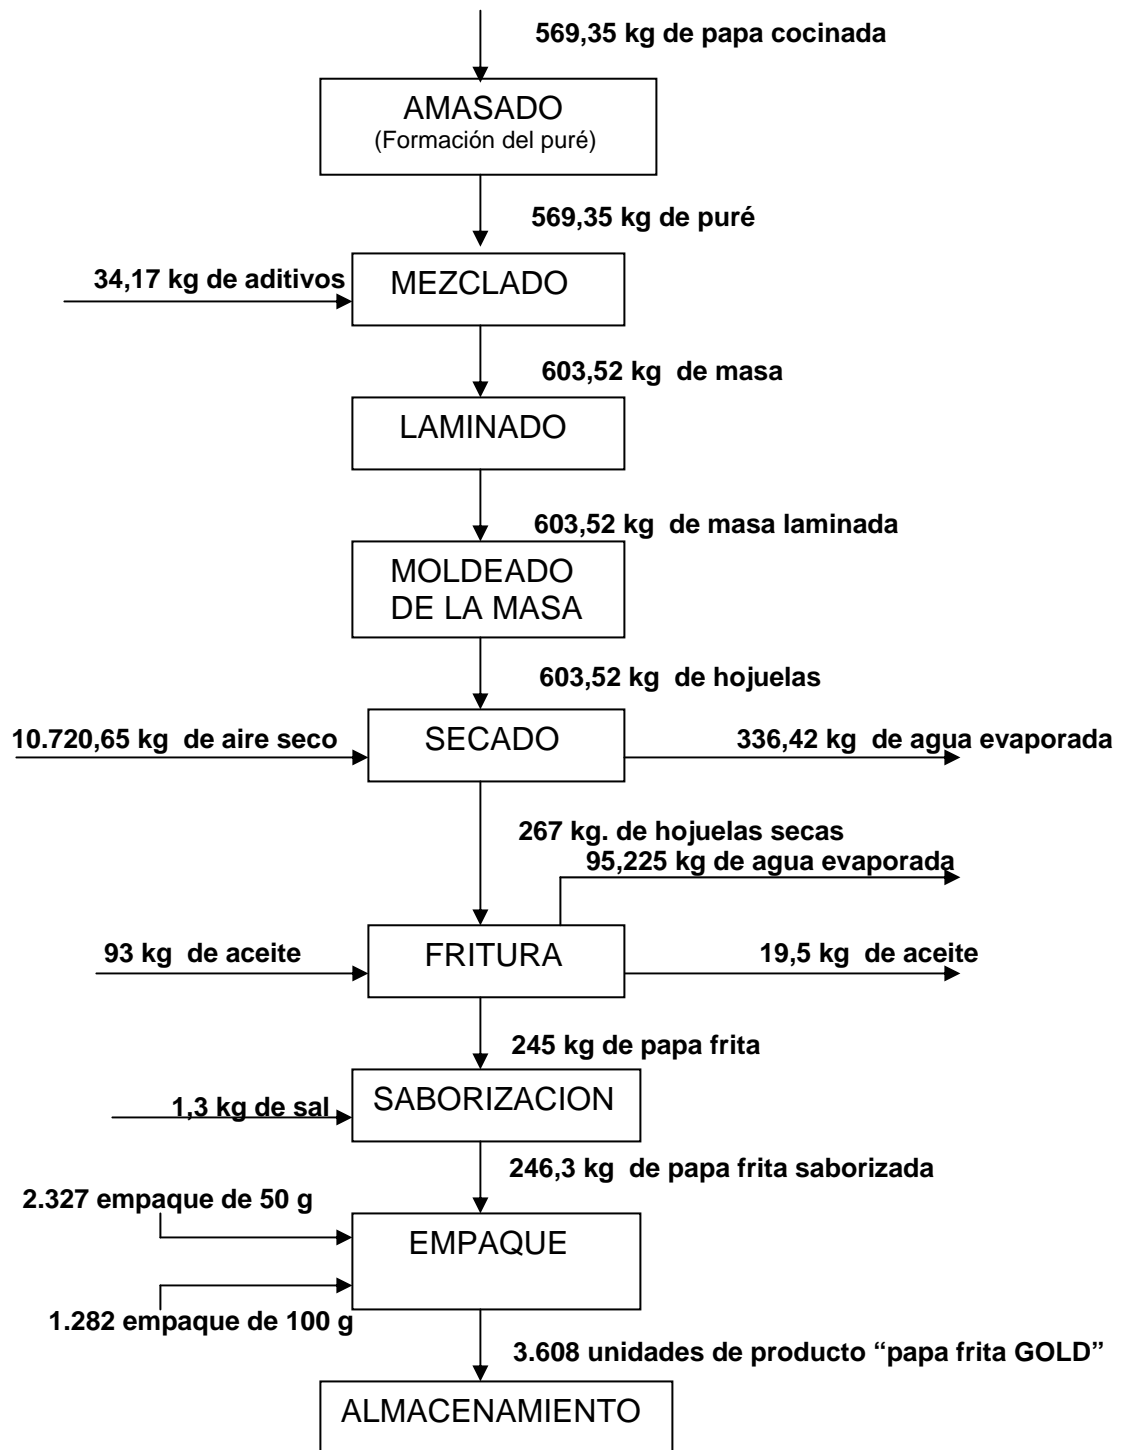 569,35 kg de papa cocinada
AMASADO
(Formación del puré)
569,35 kg de puré
34,17 kg de aditivos
MEZCLADO
603,52 kg  de masa
LAMINADO
603,52 kg  de masa laminada
MOLDEADO
DE LA MASA
603,52 kg  de hojuelas
10.720,65 kg  de aire seco
SECADO
336,42 kg  de agua evaporada
267 kg. de hojuelas secas
95,225 kg de agua evaporada
93 kg  de aceite
FRITURA
19,5 kg  de aceite
245 kg de papa frita
SABORIZACION
1,3 kg de sal
246,3 kg  de papa frita saborizada
2.327 empaque de 50 g
EMPAQUE
1.282 empaque de 100 g
3.608 unidades de producto “papa frita GOLD”
ALMACENAMIENTO